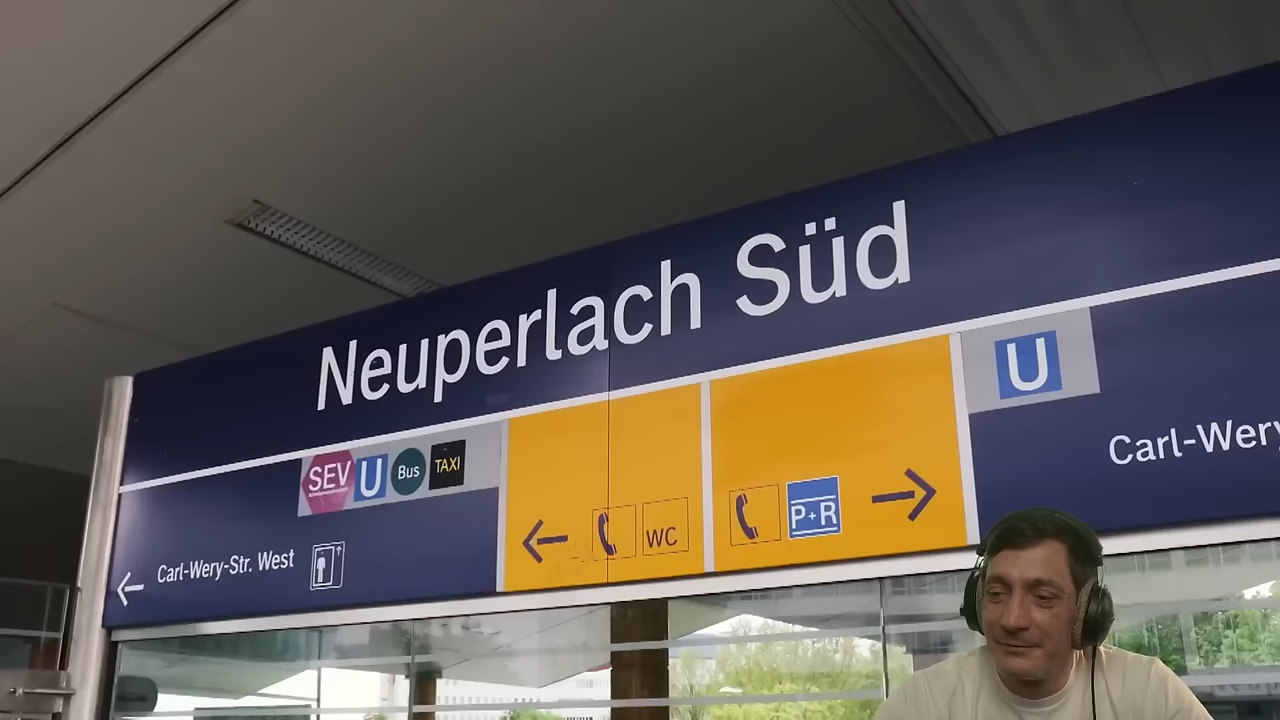 Neuperlach Süd
SEV U Bus TAXI
U
Carl-Wery-Str. West
WC
P+R
Carl-Wery